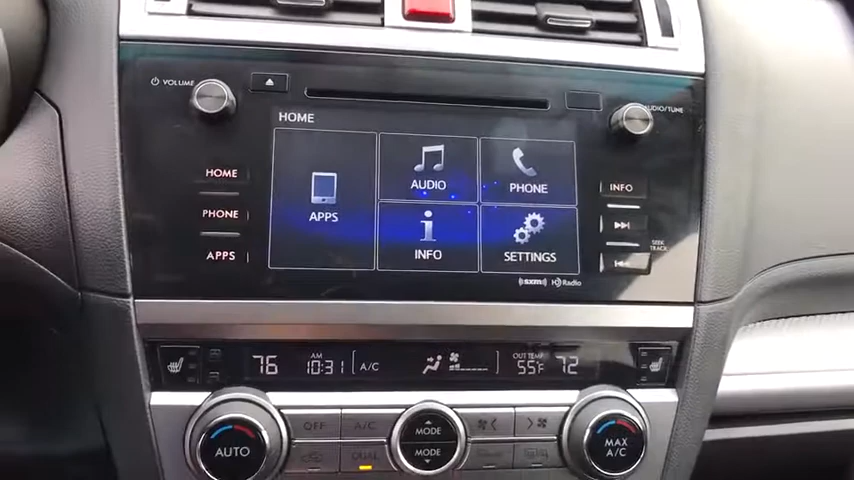 VOLUME
AUDIO/TUNE
HOME
HOME
PHONE
APPS
APPS
AUDIO
PHONE
INFO
SETTINGS
INFO
SEEK
TRACK
sxm HD RADIO
76
AM
10:31
A/C
OUT TEMP
55°F
72
OFF
A/C
MODE
MODE
AUTO
DUAL
MAX
A/C